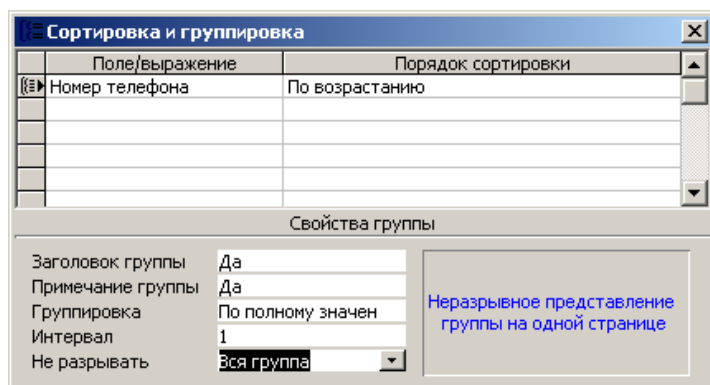 Сортировка и группировка
Поле/выражение Порядок сортировки
Номер телефона По возрастанию
Свойства группы
Заголовок группы Да
Примечание группы Да
Группировка По полному значен
Интервал 1
Не разрывать Вся группа
Неразрывное представление
группы на одной странице